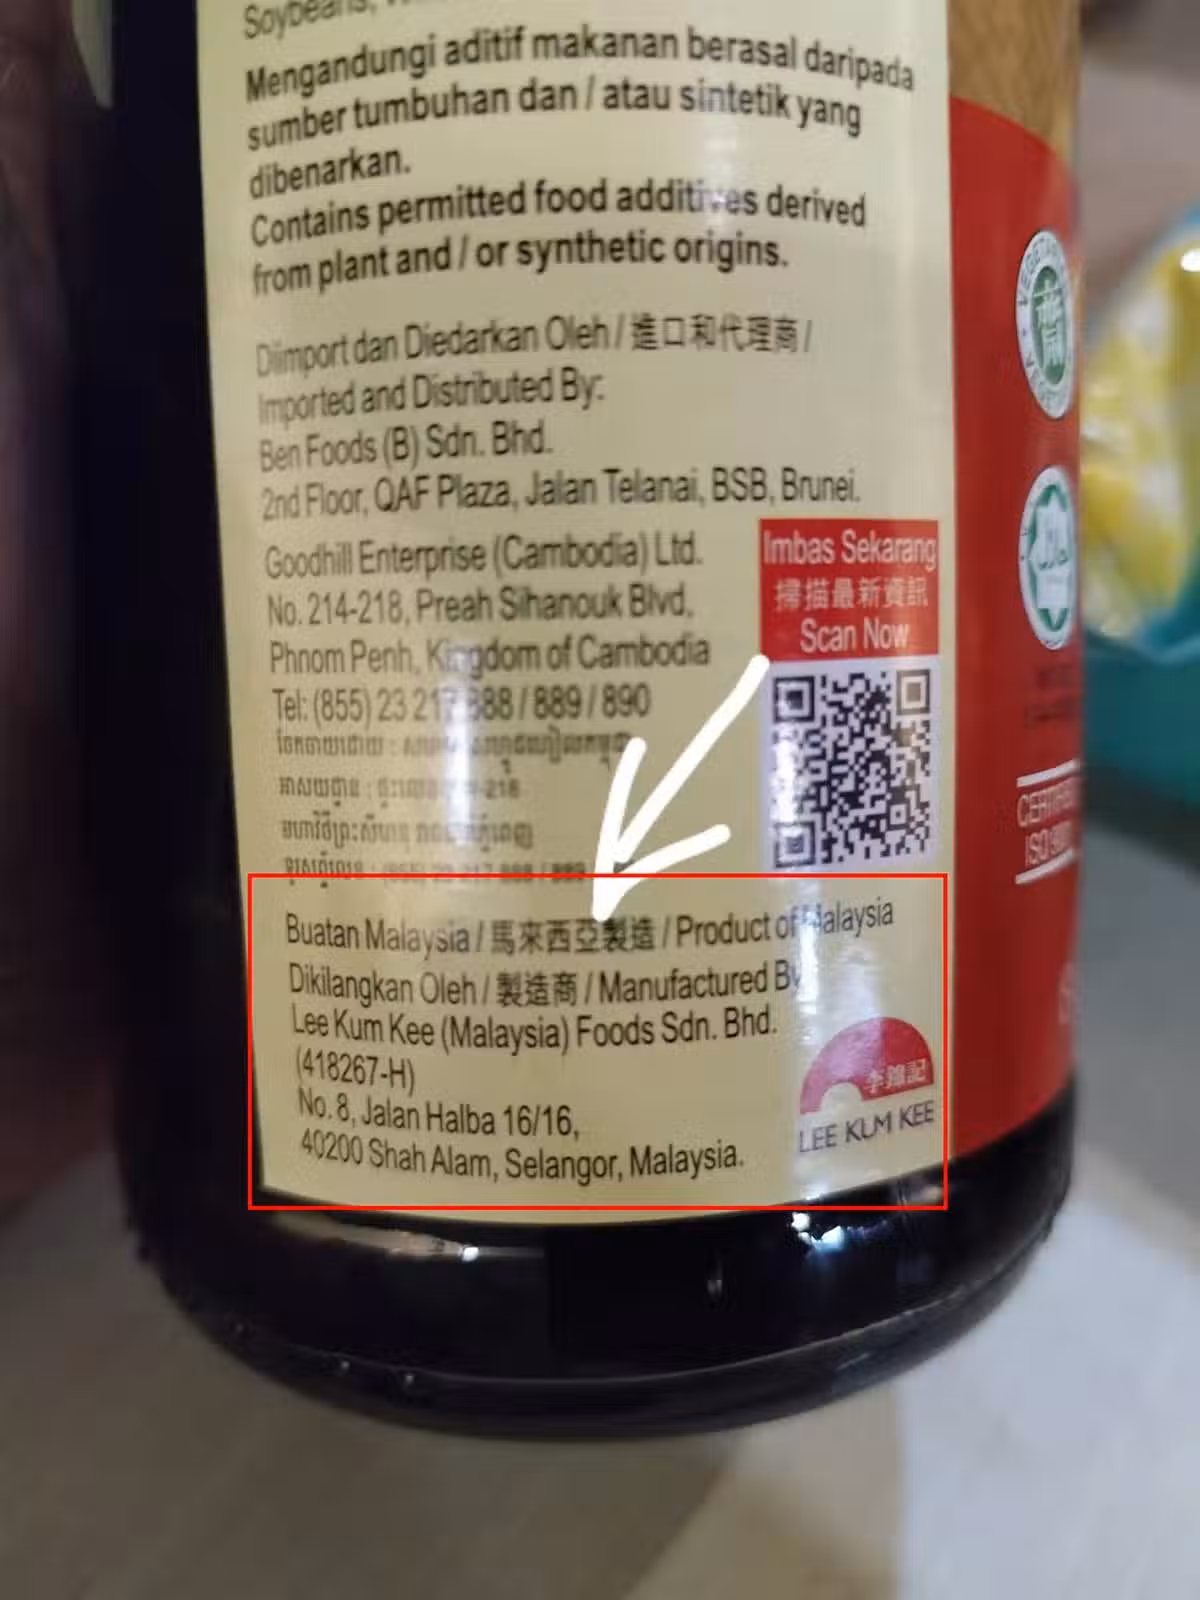 Soybeans,
Mengandungi aditif makanan berasal daripada
sumber tumbuhan dan / atau sintetik yang
dibenarkan.
Contains permitted food additives derived
from plant and / or synthetic origins.
Diimport dan Diedarkan Oleh / 進口和代理商 /
Imported and Distributed By:
Ben Foods (B) Sdn. Bhd.
2nd Floor, QAF Plaza, Jalan Telanai, BSB, Brunei.
Goodhill Enterprise (Cambodia) Ltd.
No. 214-218, Preah Sihanouk Blvd,
Phnom Penh, Kingdom of Cambodia
Tel: (855) 23 217 888 / 889 / 890
Imbas Sekarang
掃描最新資訊
Scan Now
Buatan Malaysia / 馬來西亞製造 / Product of Malaysia
Dikilangkan Oleh / 製造商 / Manufactured By
Lee Kum Kee (Malaysia) Foods Sdn. Bhd.
(418267-H)
No. 8, Jalan Halba 16/16,
40200 Shah Alam, Selangor, Malaysia.
李錦記
LEE KUM KEE
齋
ISO